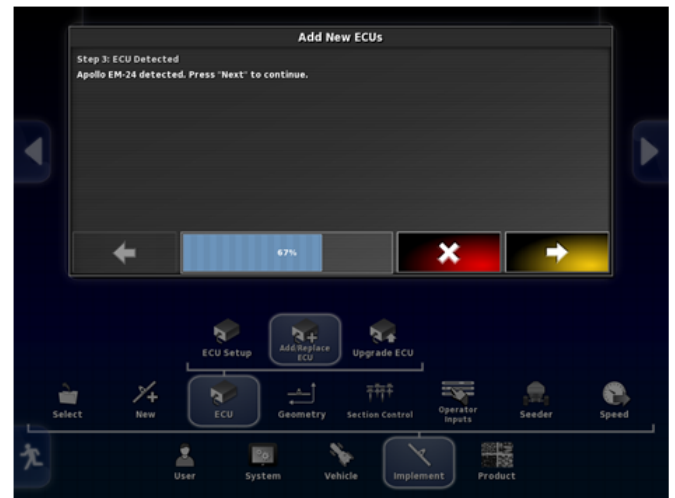 Add New ECUs
Step 3: ECU Detected
Apollo EM-24 detected. Press "Next" to continue.
67%
ECU Setup
Add/Replace
ECU
Upgrade ECU
Select
New
ECU
Geometry
Section Control
Operator
Inputs
Seeder
Speed
User
System
Vehicle
Implement
Product